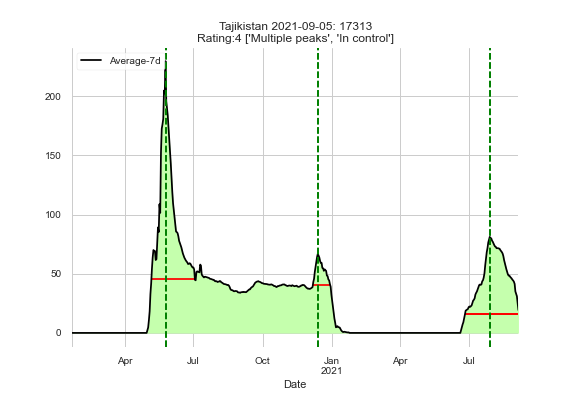 Tajikistan 2021-09-05: 17313
Rating:4 ['Multiple peaks', 'In control']
Average-7d
200
150
100
50
0
Apr
Jul
Oct
Jan
2021
Apr
Jul
Date